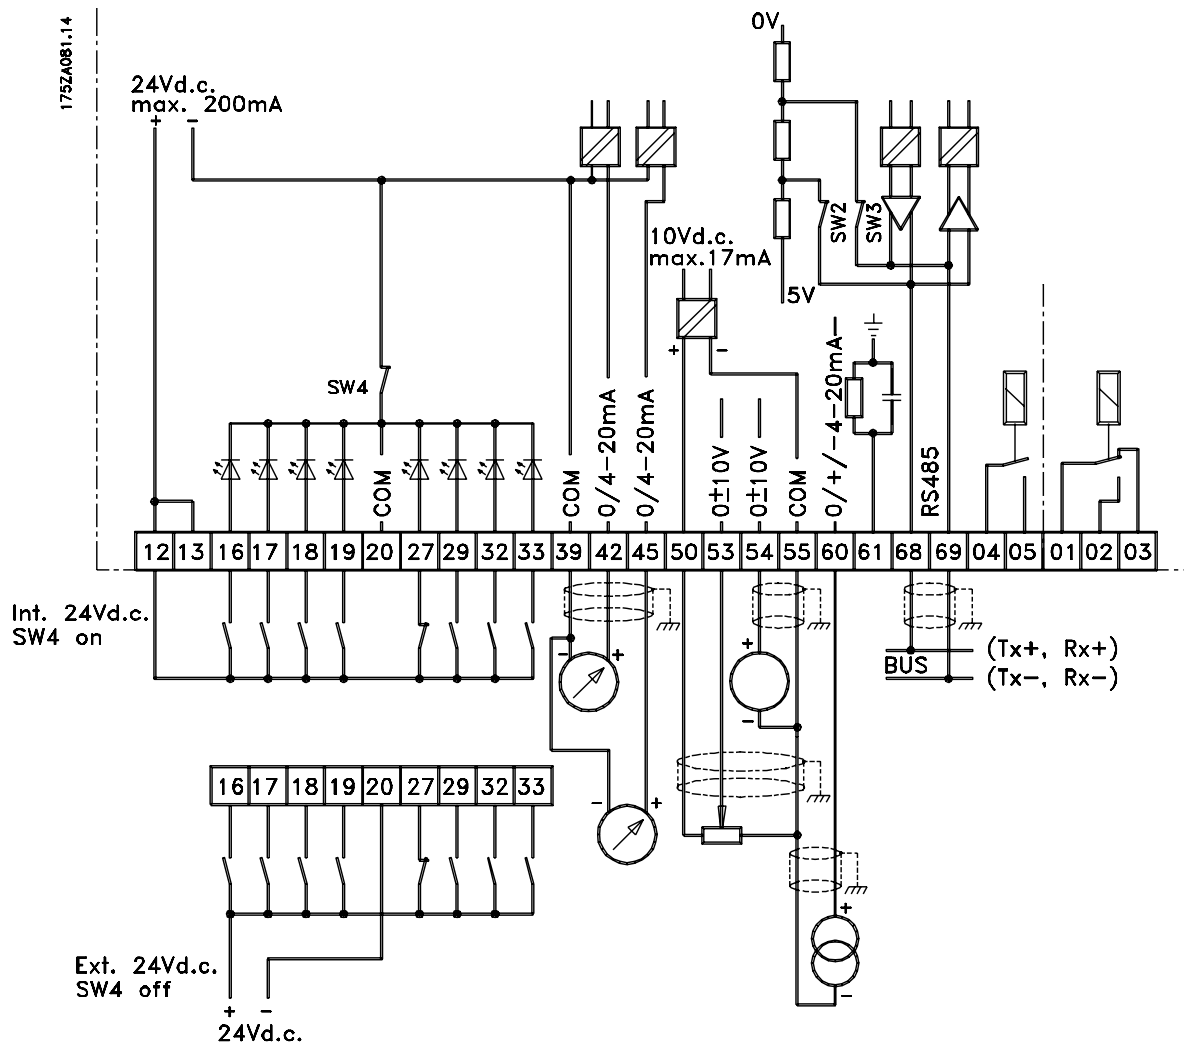 175ZA081.14
0V
24Vd.c.
max. 200mA
+ −
SW2
SW3
10Vd.c.
max.17mA
5V
+ −
SW4
COM
COM
0/4-20mA
0/4-20mA
0±10V
0±10V
COM
0/+/-4-20mA
RS485
12 13 16 17 18 19 20 27 29 32 33 39 42 45 50 53 54 55 60 61 68 69 04 05 01 02 03
Int. 24Vd.c.
SW4 on
− +
+
−
BUS
(Tx+, Rx+)
(Tx−, Rx−)
16 17 18 19 20 27 29 32 33
− +
+
−
Ext. 24Vd.c.
SW4 off
+ −
24Vd.c.